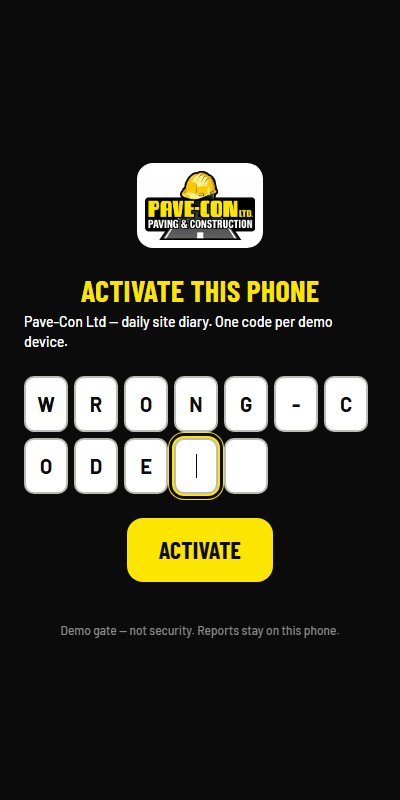 PAVE-CON LTD.
PAVING & CONSTRUCTION
ACTIVATE THIS PHONE
Pave-Con Ltd — daily site diary. One code per demo
device.
W R O N G - C
O D E
ACTIVATE
Demo gate — not security. Reports stay on this phone.